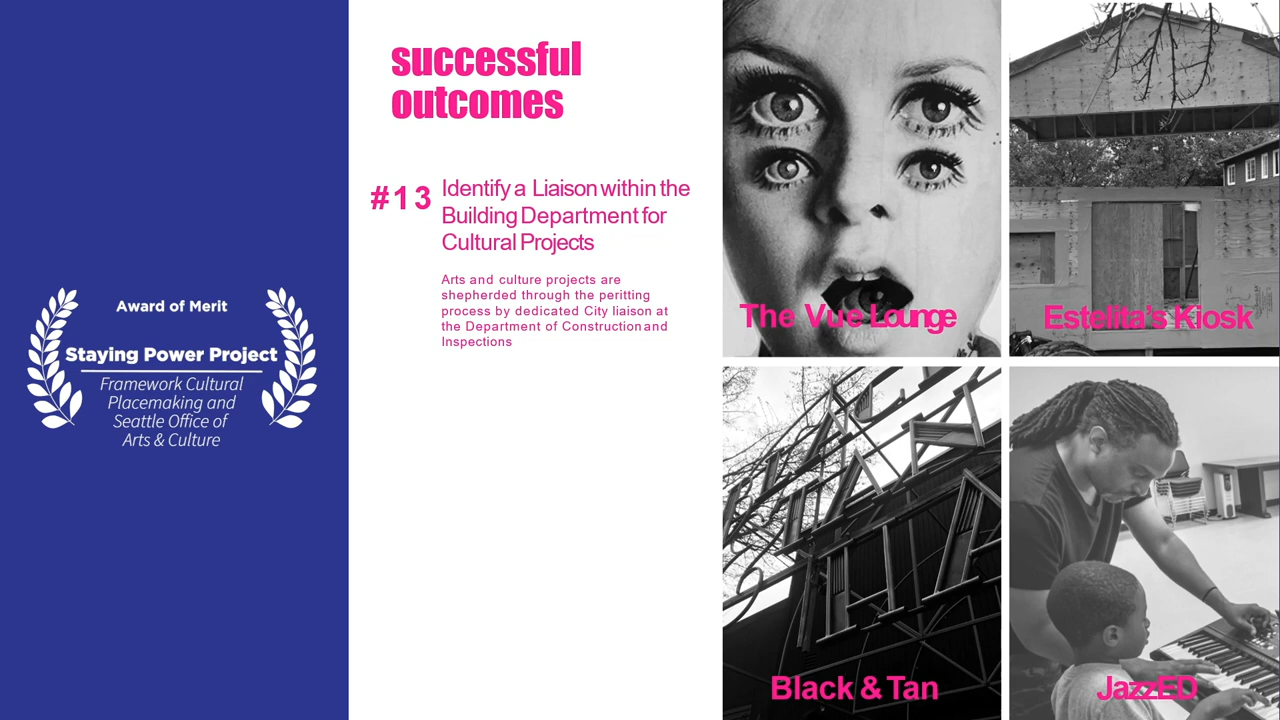 Award of Merit
Staying Power Project
Framework Cultural
Placemaking and
Seattle Office of
Arts & Culture
successful
outcomes
#13
Identify a Liaison within the
Building Department for
Cultural Projects
Arts and culture projects are
shepherded through the peritting
process by dedicated City liaison at
the Department of Construction and
Inspections
The Vue Lounge
Estelita's Kiosk
Black & Tan
JazzED